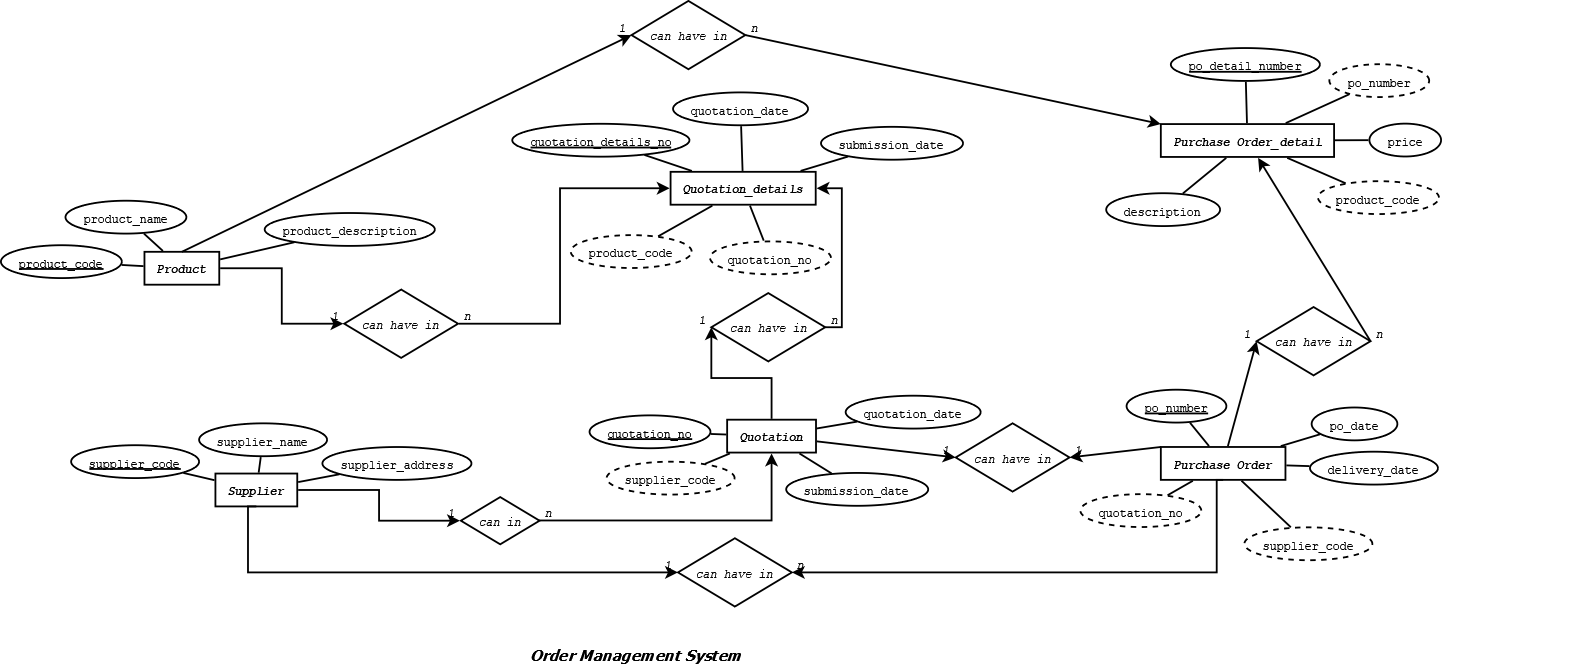 1
can have in
n
po_detail_number
po_number
quotation_date
quotation_details_no
submission_date
Purchase Order_detail
price
Quotation_details
product_code
description
product_name
product_description
product_code
quotation_no
product_code
Product
1
can have in
n
1
can have in
n
1
can have in
n
po_number
quotation_date
po_date
quotation_no
Quotation
supplier_name
supplier_code
supplier_address
1
can have in
1
Purchase Order
delivery_date
supplier_code
submission_date
Supplier
quotation_no
1
can in
n
supplier_code
1
can have in
n
Order Management System